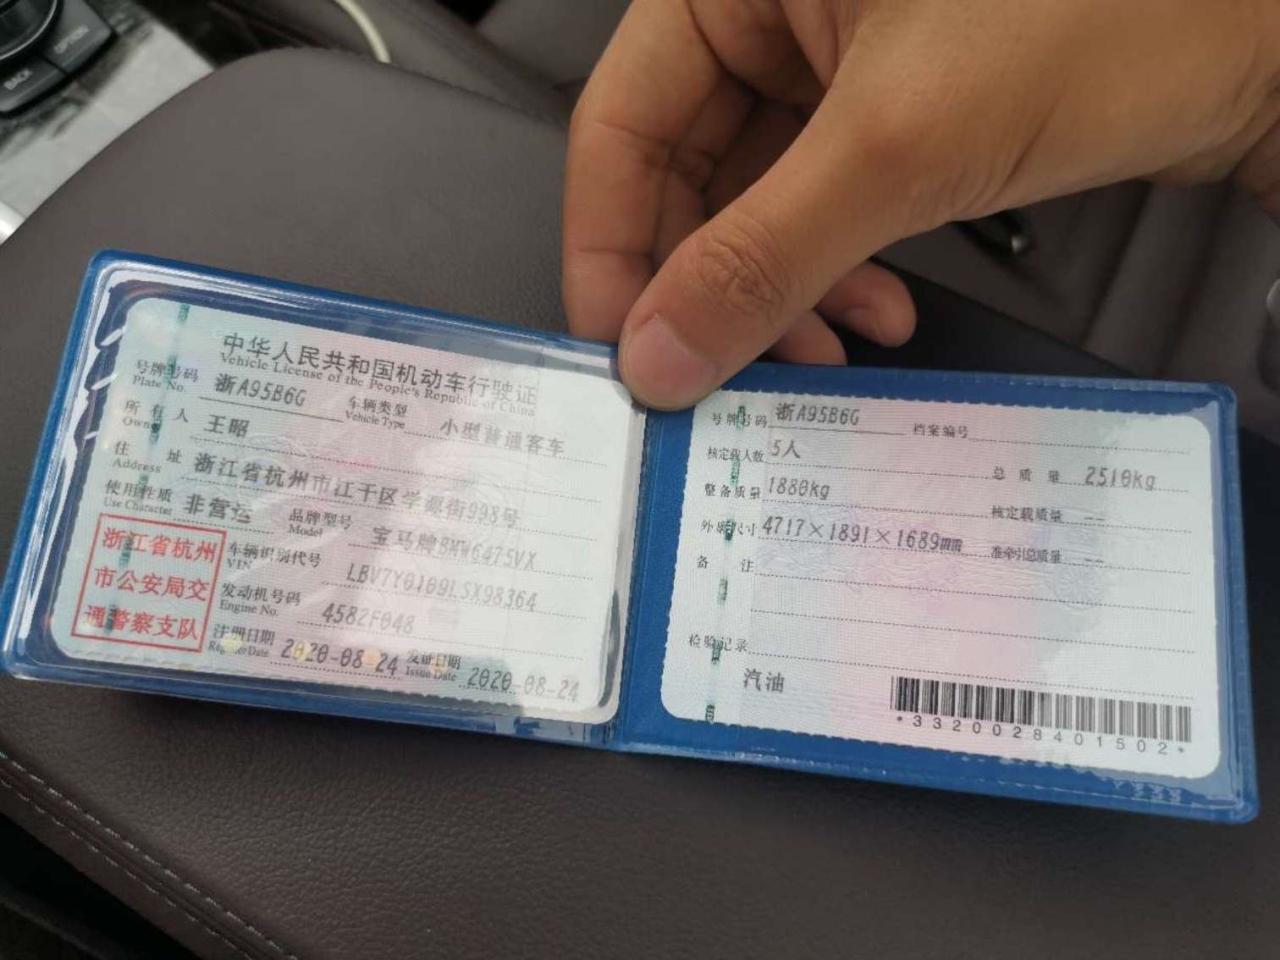 OPTION
BACK
中华人民共和国机动车行驶证
Vehicle License of the People's Republic of China
号牌号码 浙A95B6G 车辆类型 小型普通客车
Plate No. Vehicle Type
所有人 王昭
Owner
住址 浙江省杭州市江干区学源街998号
Address
使用性质 非营运 品牌型号 宝马牌BMW6475VX
Use Character Model
浙江省杭州
市公安局交
通警察支队
车辆识别代号 LBV7Y0109LSX98364
VIN
发动机号码 4582F048
Engine No.
注册日期 2020-08-24 发证日期 2020-08-24
Register Date Issue Date
号牌号码 浙A95B6G 档案编号
核定载人数 5人 总质量 2510kg
整备质量 1880kg 核定载质量 --
外廓尺寸 4717×1891×1689mm 准牵引总质量 --
备注
检验记录
汽油
*3320028401502*